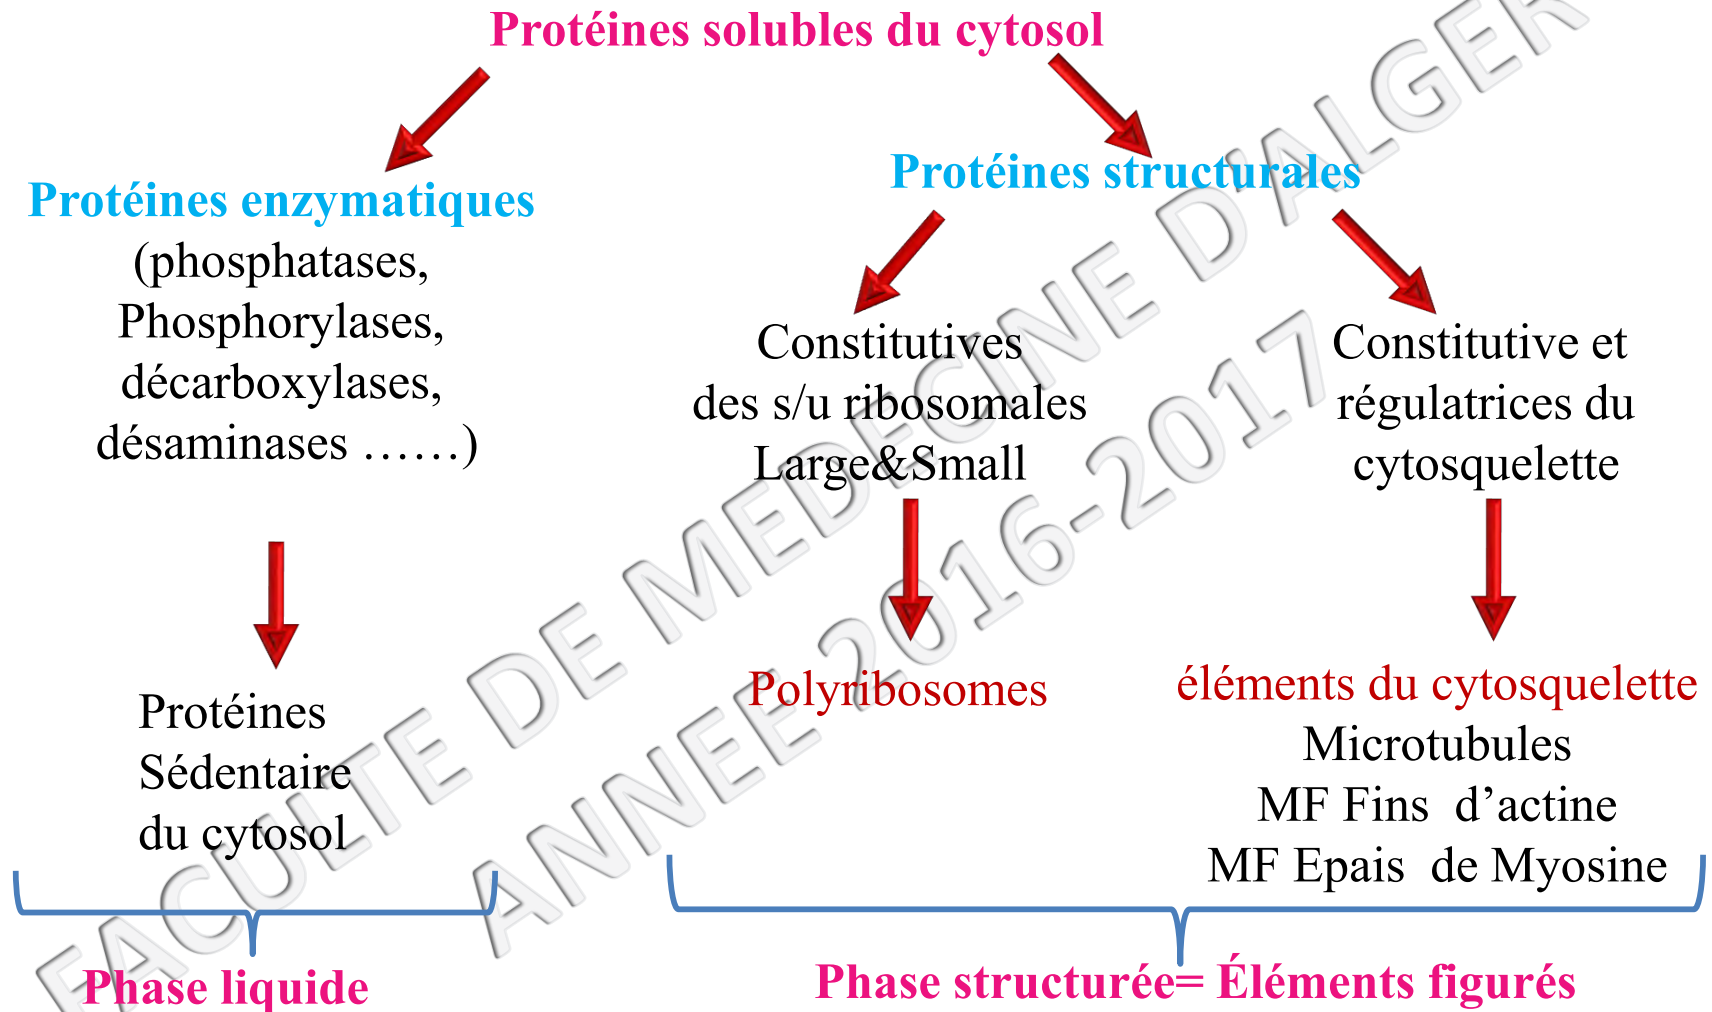 Protéines solubles du cytosol
Protéines enzymatiques
(phosphatases,
Phosphorylases,
décarboxylases,
désaminases ……)
Protéines
Sédentaire
du cytosol
Phase liquide
Protéines structurales
Constitutives
des s/u ribosomales
Large&Small
Polyribosomes
Constitutive et
régulatrices du
cytosquelette
éléments du cytosquelette
Microtubules
MF Fins d’actine
MF Epais de Myosine
Phase structurée= Éléments figurés
FACULTE DE MEDECINE D'ALGER
ANNEE 2016-2017